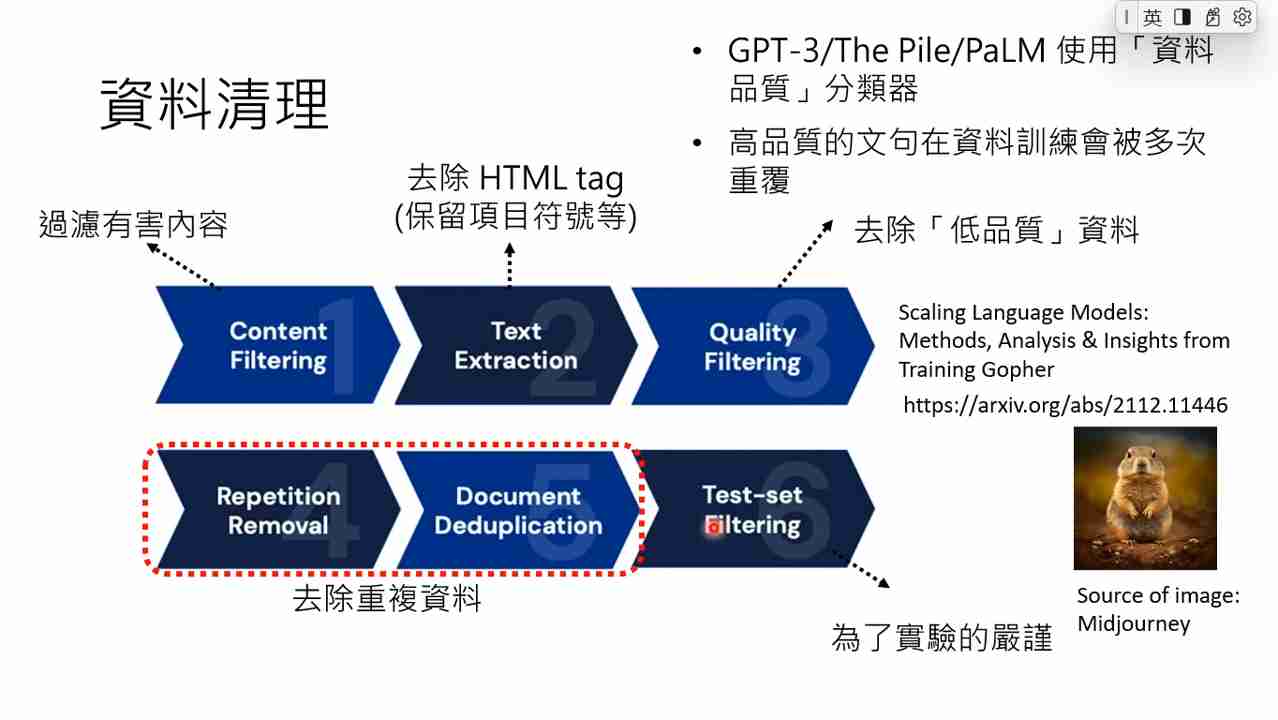 英
資料清理
• GPT-3/The Pile/PaLM 使用「資料
品質」分類器
• 高品質的文句在資料訓練會被多次
重覆
去除 HTML tag
(保留項目符號等)
過濾有害內容
去除「低品質」資料
1
Content
Filtering
2
Text
Extraction
3
Quality
Filtering
Scaling Language Models:
Methods, Analysis & Insights from
Training Gopher
https://arxiv.org/abs/2112.11446
4
Repetition
Removal
5
Document
Deduplication
6
Test-set
Filtering
去除重複資料
為了實驗的嚴謹
Source of image:
Midjourney